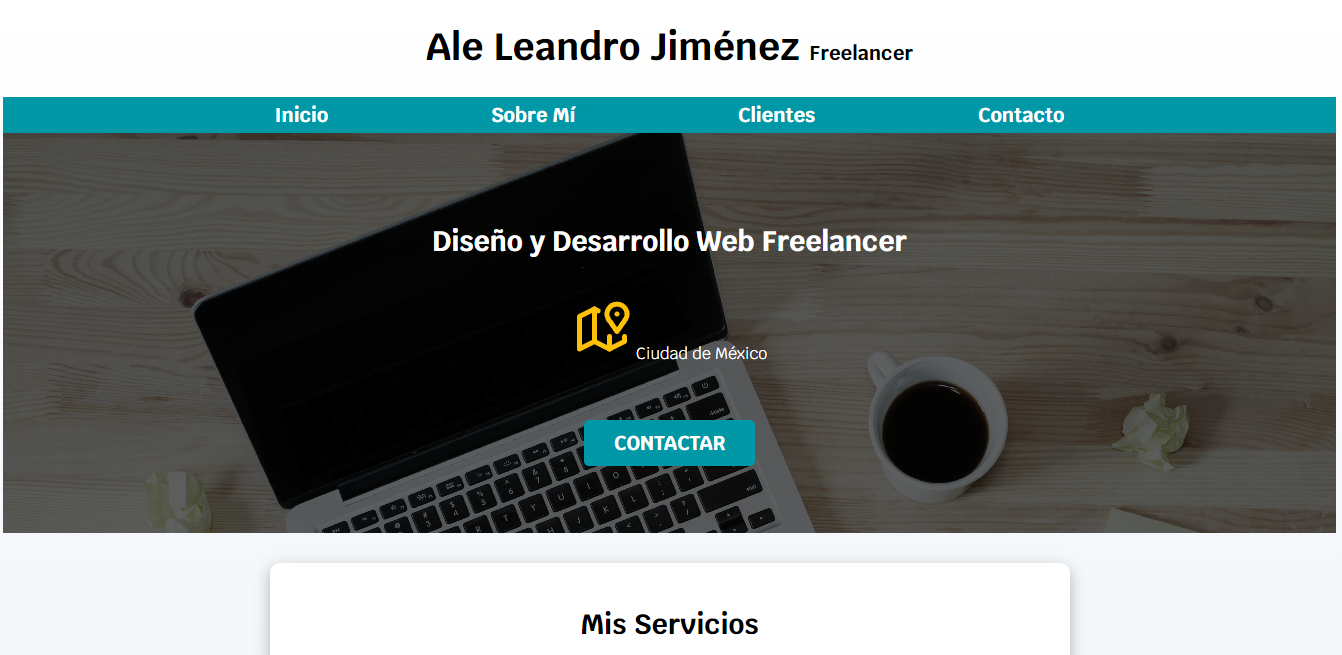 Ale Leandro Jiménez Freelancer
Inicio Sobre Mí Clientes Contacto
Diseño y Desarrollo Web Freelancer
Ciudad de México
CONTACTAR
Mis Servicios